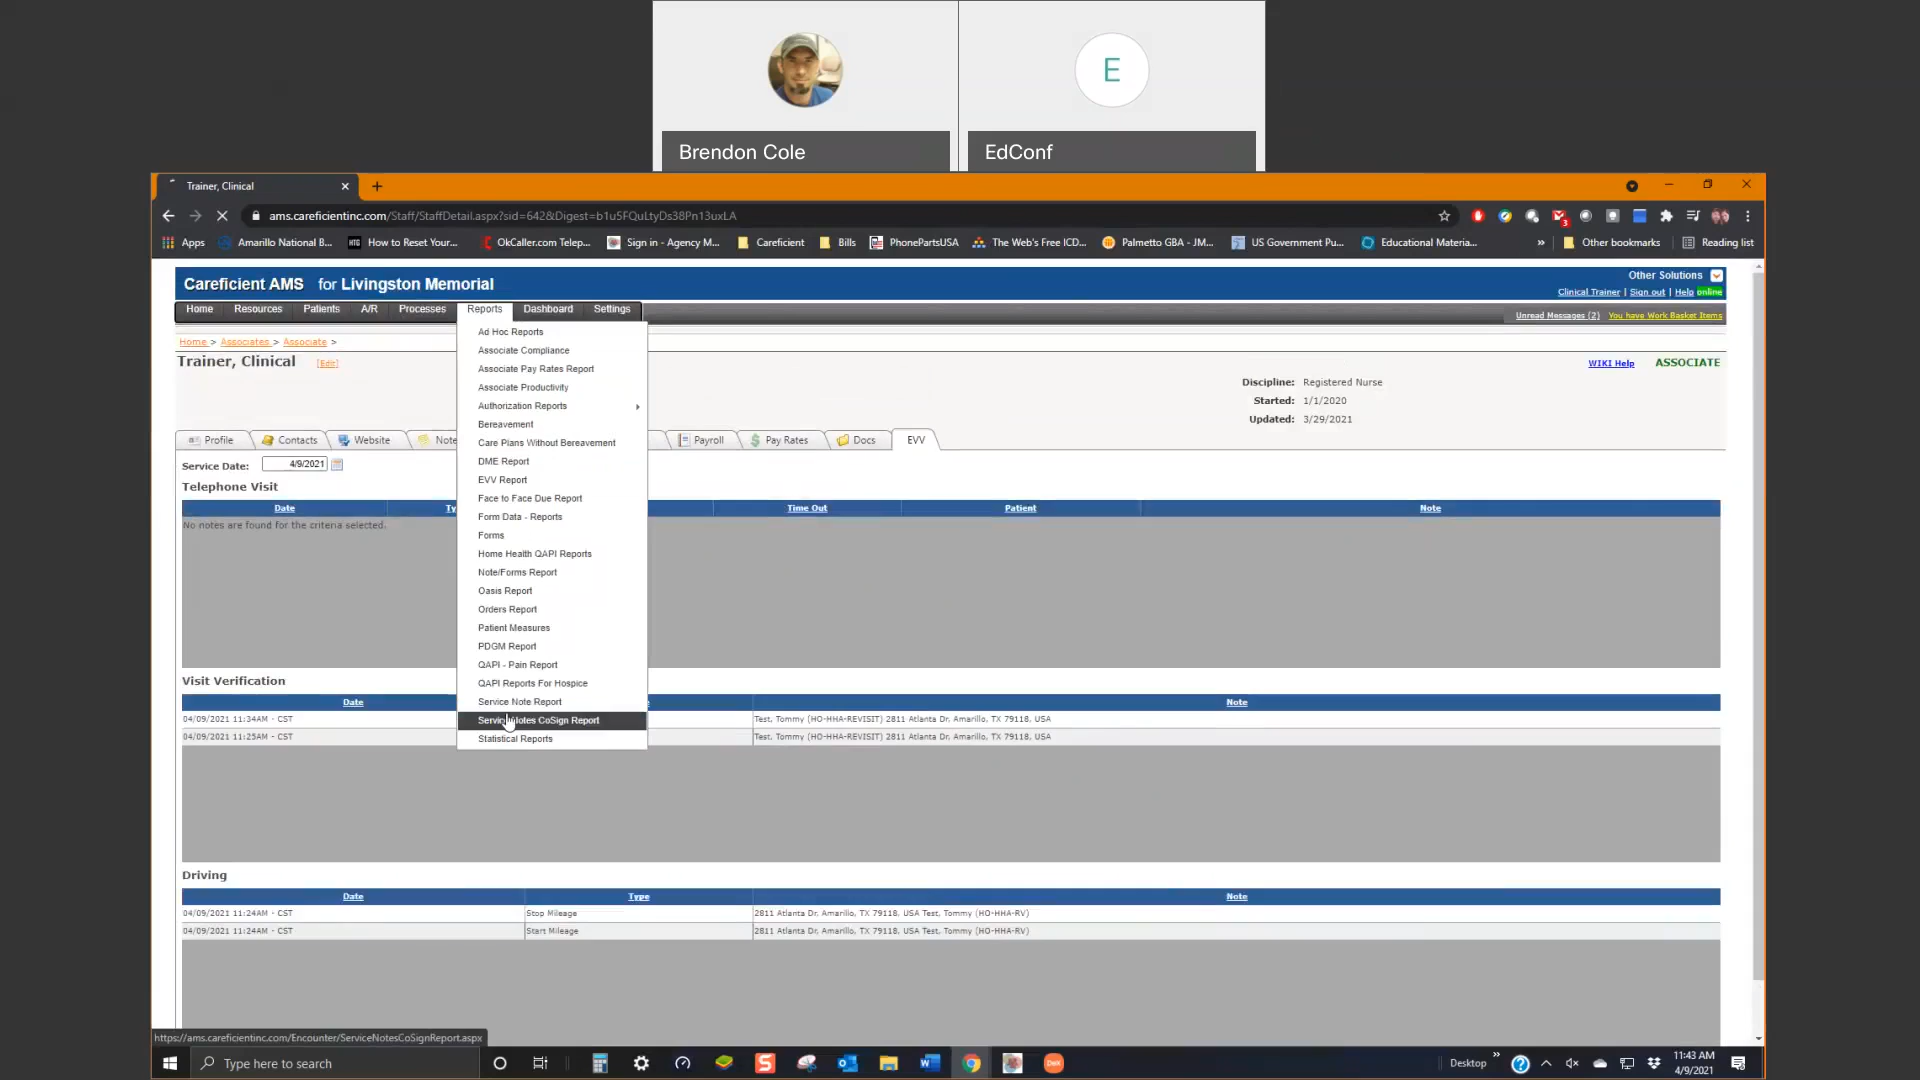 E
Brendon Cole
EdConf
Trainer, Clinical
ams.careficientinc.com/Staff/StaffDetail.aspx?sid=642&Digest=b1u5FQuLtyDs38Pn13uxLA
3
Apps
Amarillo National B...
HTG
How to Reset Your...
OkCaller.com Telep...
Sign in - Agency M...
Careficient
Bills
PhonePartsUSA
The Web's Free ICD...
Palmetto GBA - JM...
US Government Pu...
Educational Materia...
»
Other bookmarks
Reading list
Careficient AMS for Livingston Memorial
Other Solutions
Clinical Trainer | Sign out | Help online
Home Resources Patients A/R Processes Reports Dashboard Settings
Unread Messages (2) You have Work Basket Items
Home > Associates > Associate >
Trainer, Clinical [Edit]
WIKI Help ASSOCIATE
Discipline: Registered Nurse
Started: 1/1/2020
Updated: 3/29/2021
Profile Contacts Website Note Payroll Pay Rates Docs EVV
Ad Hoc Reports
Associate Compliance
Associate Pay Rates Report
Associate Productivity
Authorization Reports
Bereavement
Care Plans Without Bereavement
DME Report
EVV Report
Face to Face Due Report
Form Data - Reports
Forms
Home Health QAPI Reports
Note/Forms Report
Oasis Report
Orders Report
Patient Measures
PDGM Report
QAPI - Pain Report
QAPI Reports For Hospice
Service Note Report
Service Notes CoSign Report
Statistical Reports
Service Date: 4/9/2021
Telephone Visit
Date Ty Time Out Patient Note
No notes are found for the criteria selected.
Visit Verification
Date Note
04/09/2021 11:34AM - CST Test, Tommy (HO-HHA-REVISIT) 2811 Atlanta Dr, Amarillo, TX 79118, USA
04/09/2021 11:25AM - CST Test, Tommy (HO-HHA-REVISIT) 2811 Atlanta Dr, Amarillo, TX 79118, USA
Driving
Date Type Note
04/09/2021 11:24AM - CST Stop Mileage 2811 Atlanta Dr, Amarillo, TX 79118, USA Test, Tommy (HO-HHA-RV)
04/09/2021 11:24AM - CST Start Mileage 2811 Atlanta Dr, Amarillo, TX 79118, USA Test, Tommy (HO-HHA-RV)
https://ams.careficientinc.com/Encounter/ServiceNotesCoSignReport.aspx
Type here to search
Desktop »
11:43 AM
4/9/2021